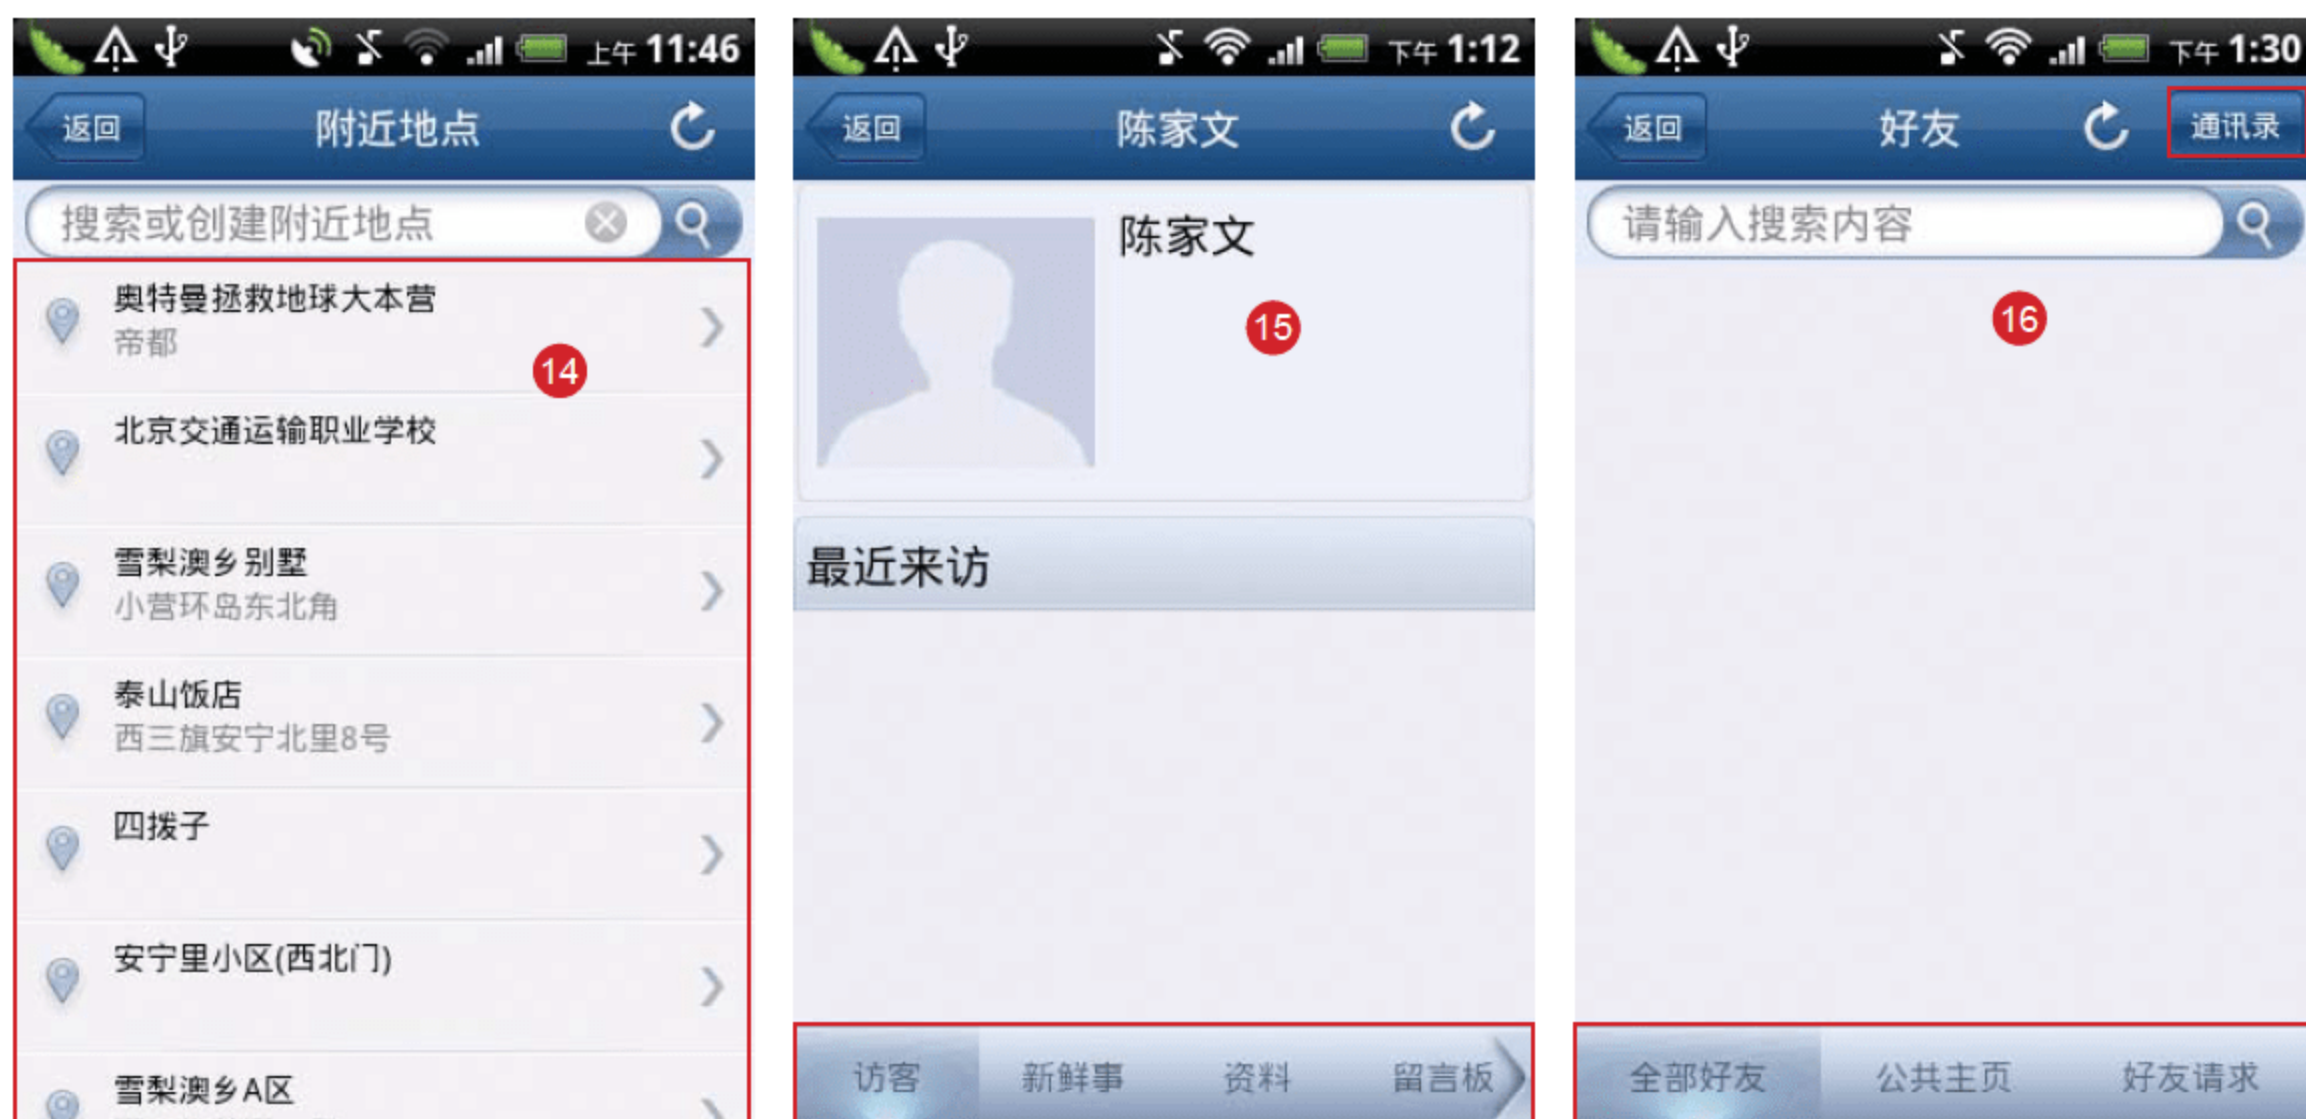 上午 11:46
返回
附近地点
搜索或创建附近地点
奥特曼拯救地球大本营
帝都
14
北京交通运输职业学校
雪梨澳乡别墅
小营环岛东北角
泰山饭店
西三旗安宁北里8号
四拨子
安宁里小区(西北门)
雪梨澳乡A区
下午 1:12
返回
陈家文
陈家文
15
最近来访
访客
新鲜事
资料
留言板
下午 1:30
返回
好友
通讯录
请输入搜索内容
16
全部好友
公共主页
好友请求